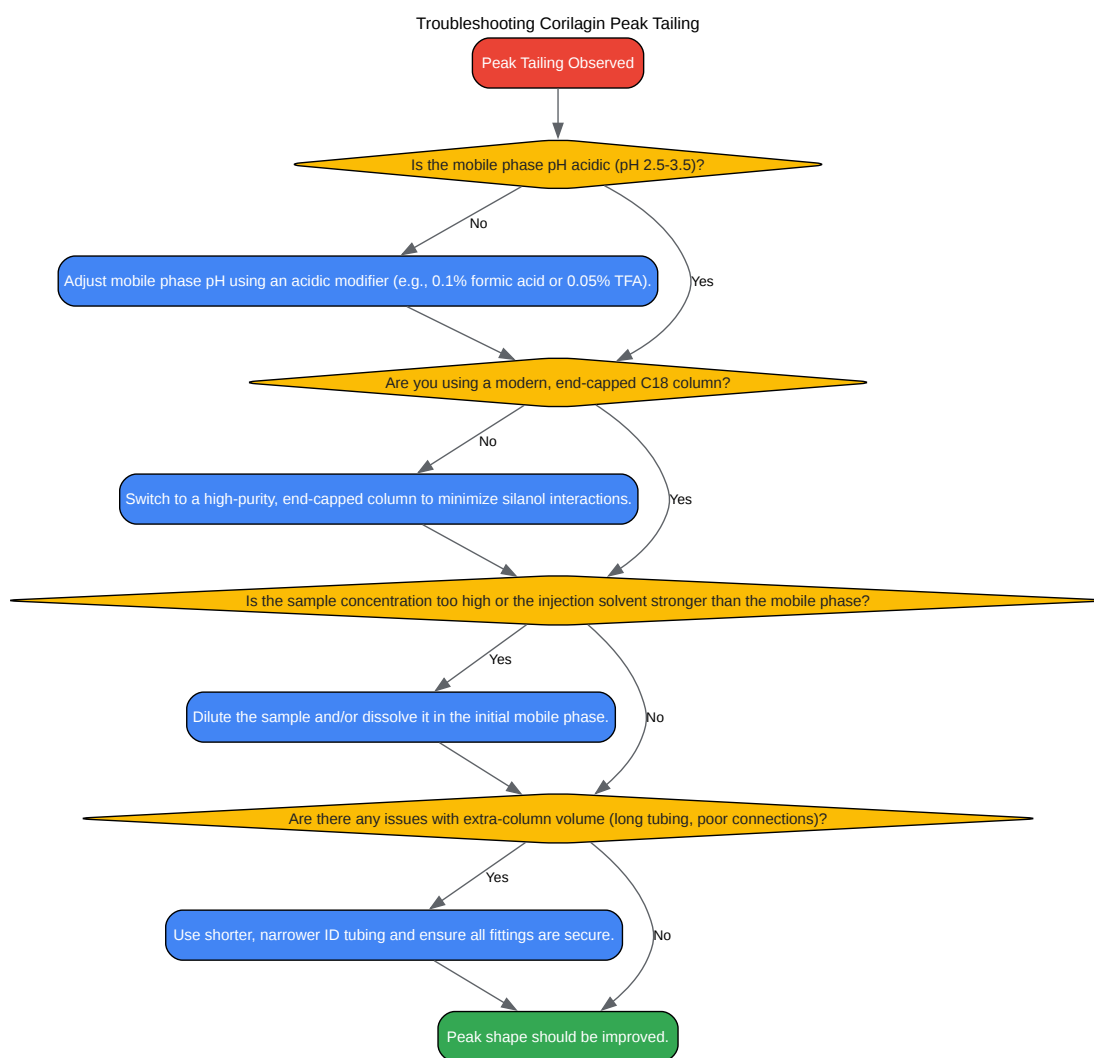 Troubleshooting Corilagin Peak Tailing
Peak Tailing Observed
Is the mobile phase pH acidic (pH 2.5-3.5)?
No
Adjust mobile phase pH using an acidic modifier (e.g., 0.1% formic acid or 0.05% TFA).
Yes
Are you using a modern, end-capped C18 column?
No
Switch to a high-purity, end-capped column to minimize silanol interactions.
Yes
Is the sample concentration too high or the injection solvent stronger than the mobile phase?
Yes
Dilute the sample and/or dissolve it in the initial mobile phase.
No
Are there any issues with extra-column volume (long tubing, poor connections)?
Yes
Use shorter, narrower ID tubing and ensure all fittings are secure.
No
Peak shape should be improved.